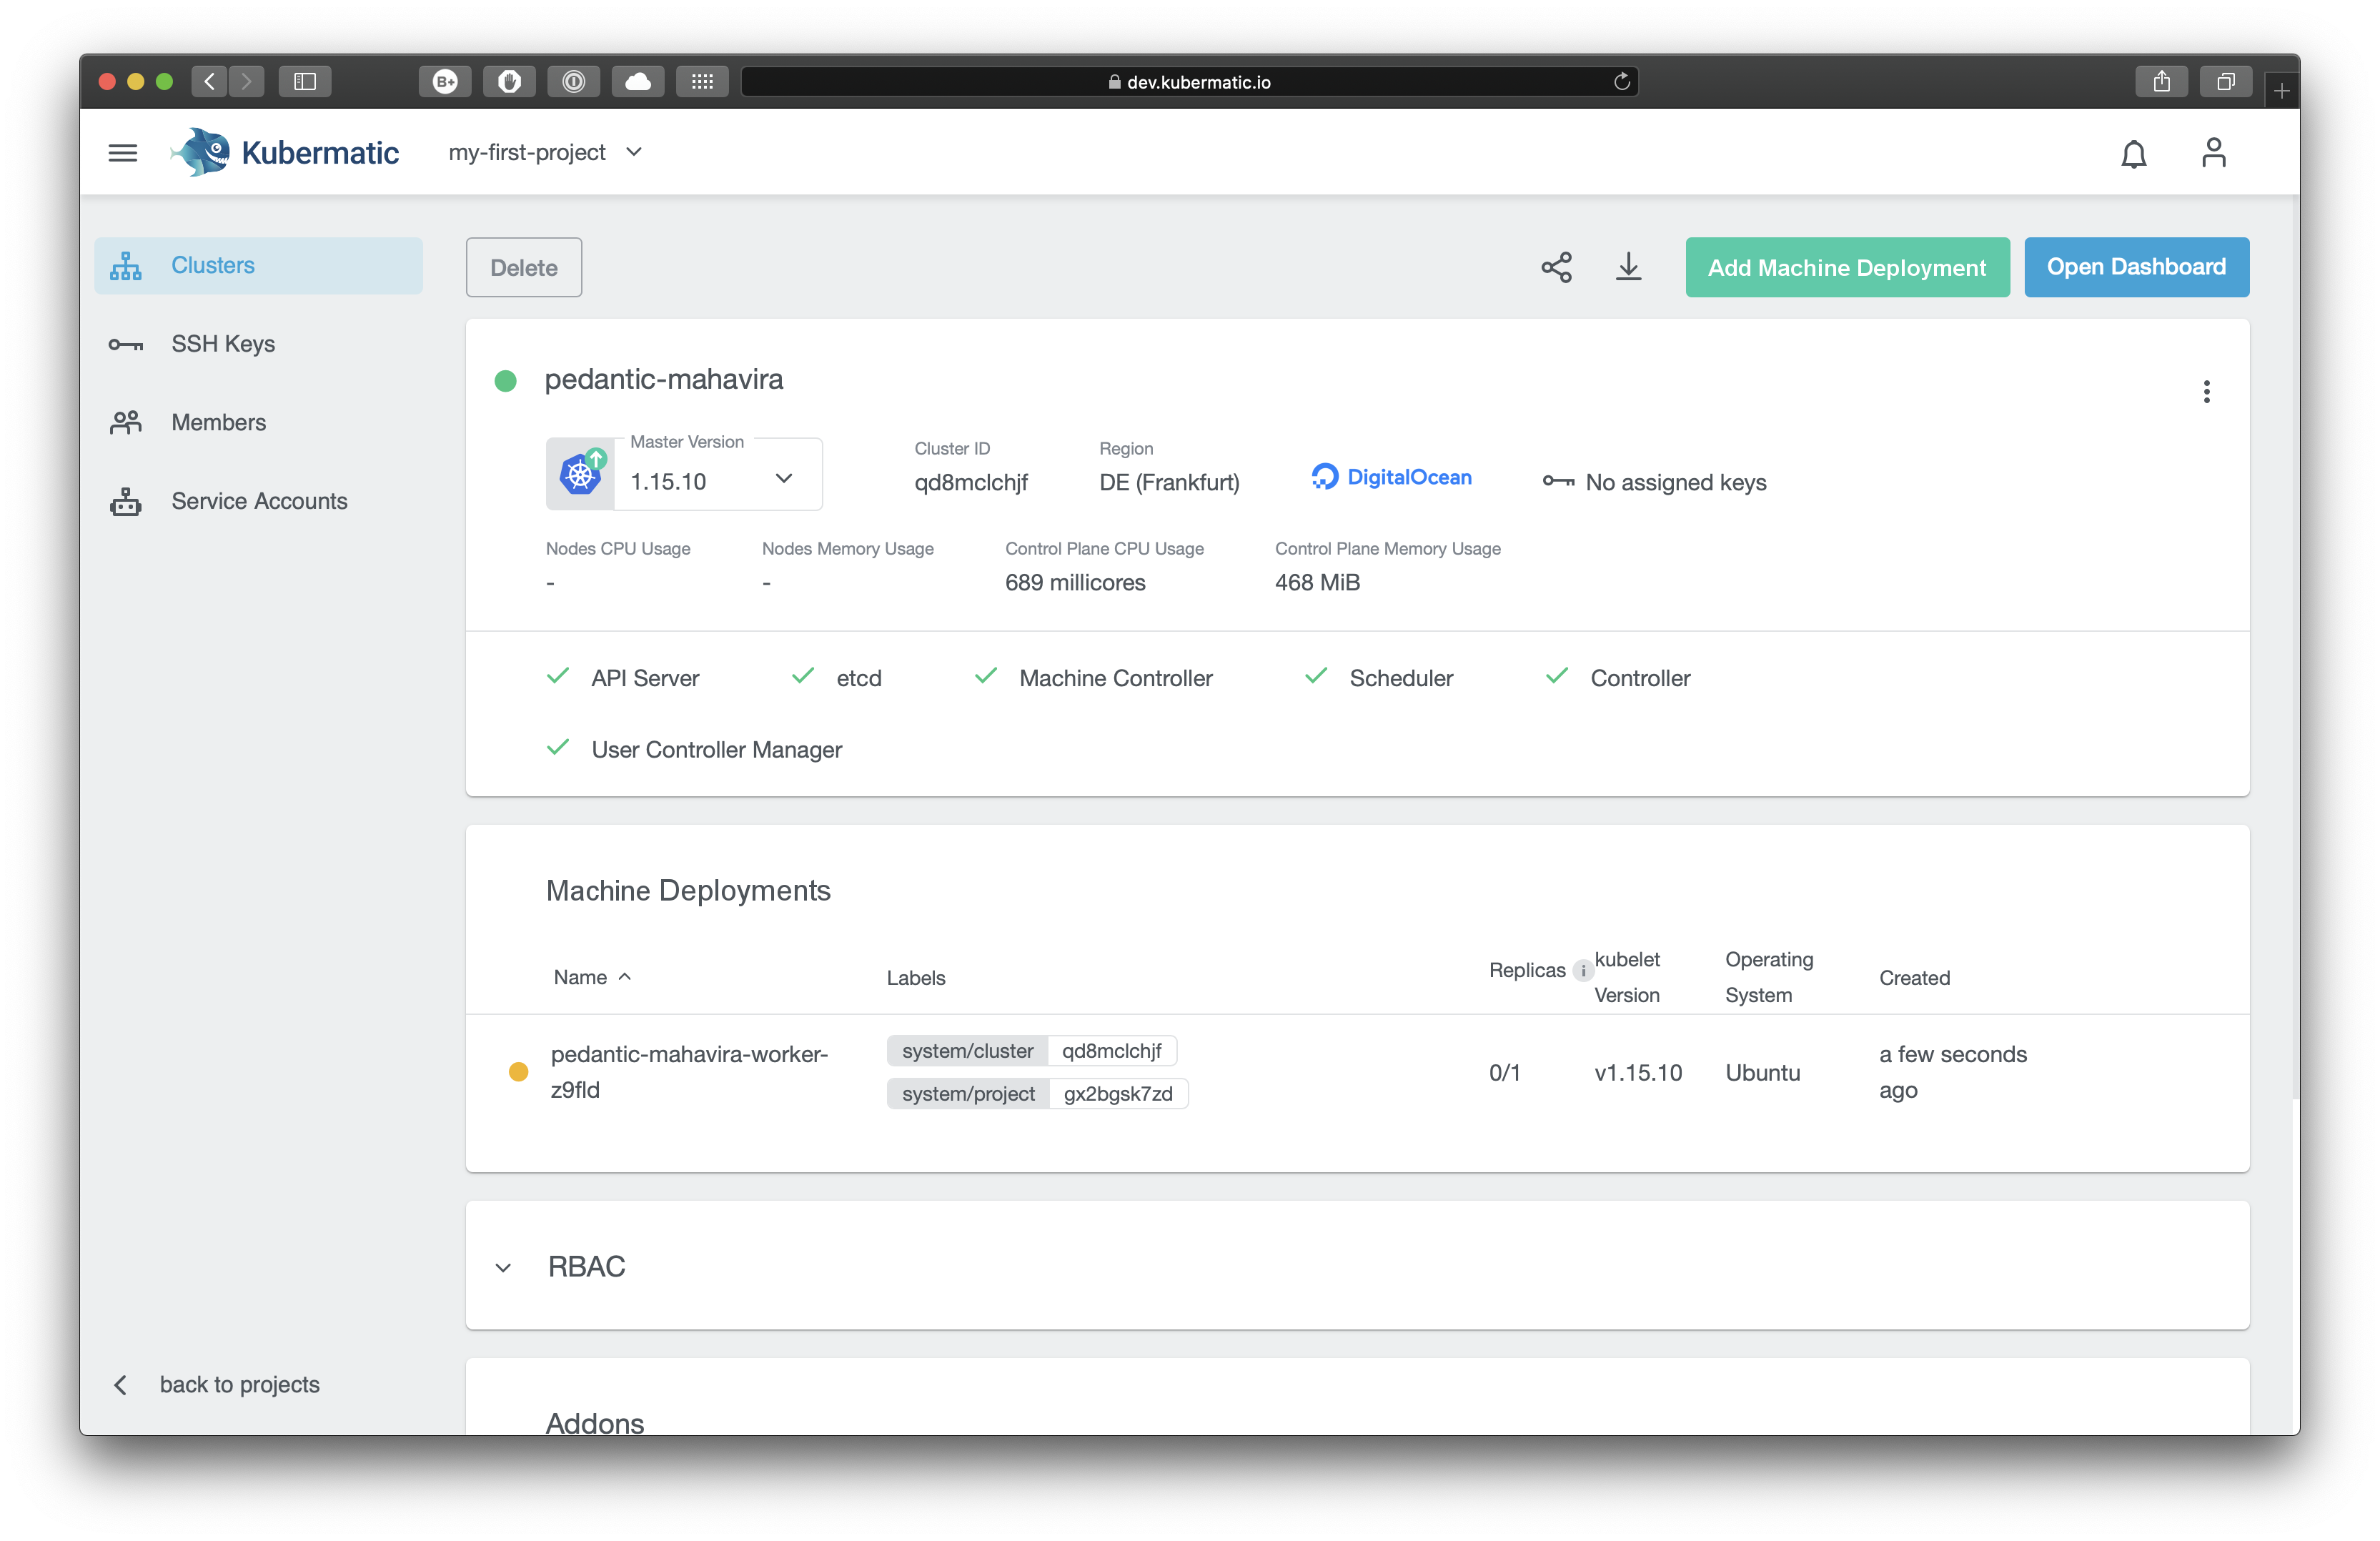 B+
dev.kubermatic.io
Kubermatic
my-first-project
Clusters
SSH Keys
Members
Service Accounts
back to projects
Delete
Add Machine Deployment
Open Dashboard
pedantic-mahavira
Master Version
1.15.10
Cluster ID
qd8mclchjf
Region
DE (Frankfurt)
DigitalOcean
No assigned keys
Nodes CPU Usage
-
Nodes Memory Usage
-
Control Plane CPU Usage
689 millicores
Control Plane Memory Usage
468 MiB
API Server
etcd
Machine Controller
Scheduler
Controller
User Controller Manager
Machine Deployments
Name
Labels
Replicas i
kubelet
Version
Operating
System
Created
pedantic-mahavira-worker-
z9fld
system/cluster qd8mclchjf
system/project gx2bgsk7zd
0/1
v1.15.10
Ubuntu
a few seconds
ago
RBAC
Addons